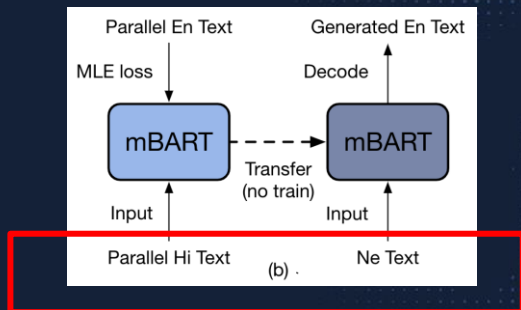 Parallel En Text
Generated En Text
MLE loss
Decode
mBART
mBART
Transfer
(no train)
Input
Input
Parallel Hi Text
Ne Text
(b) .